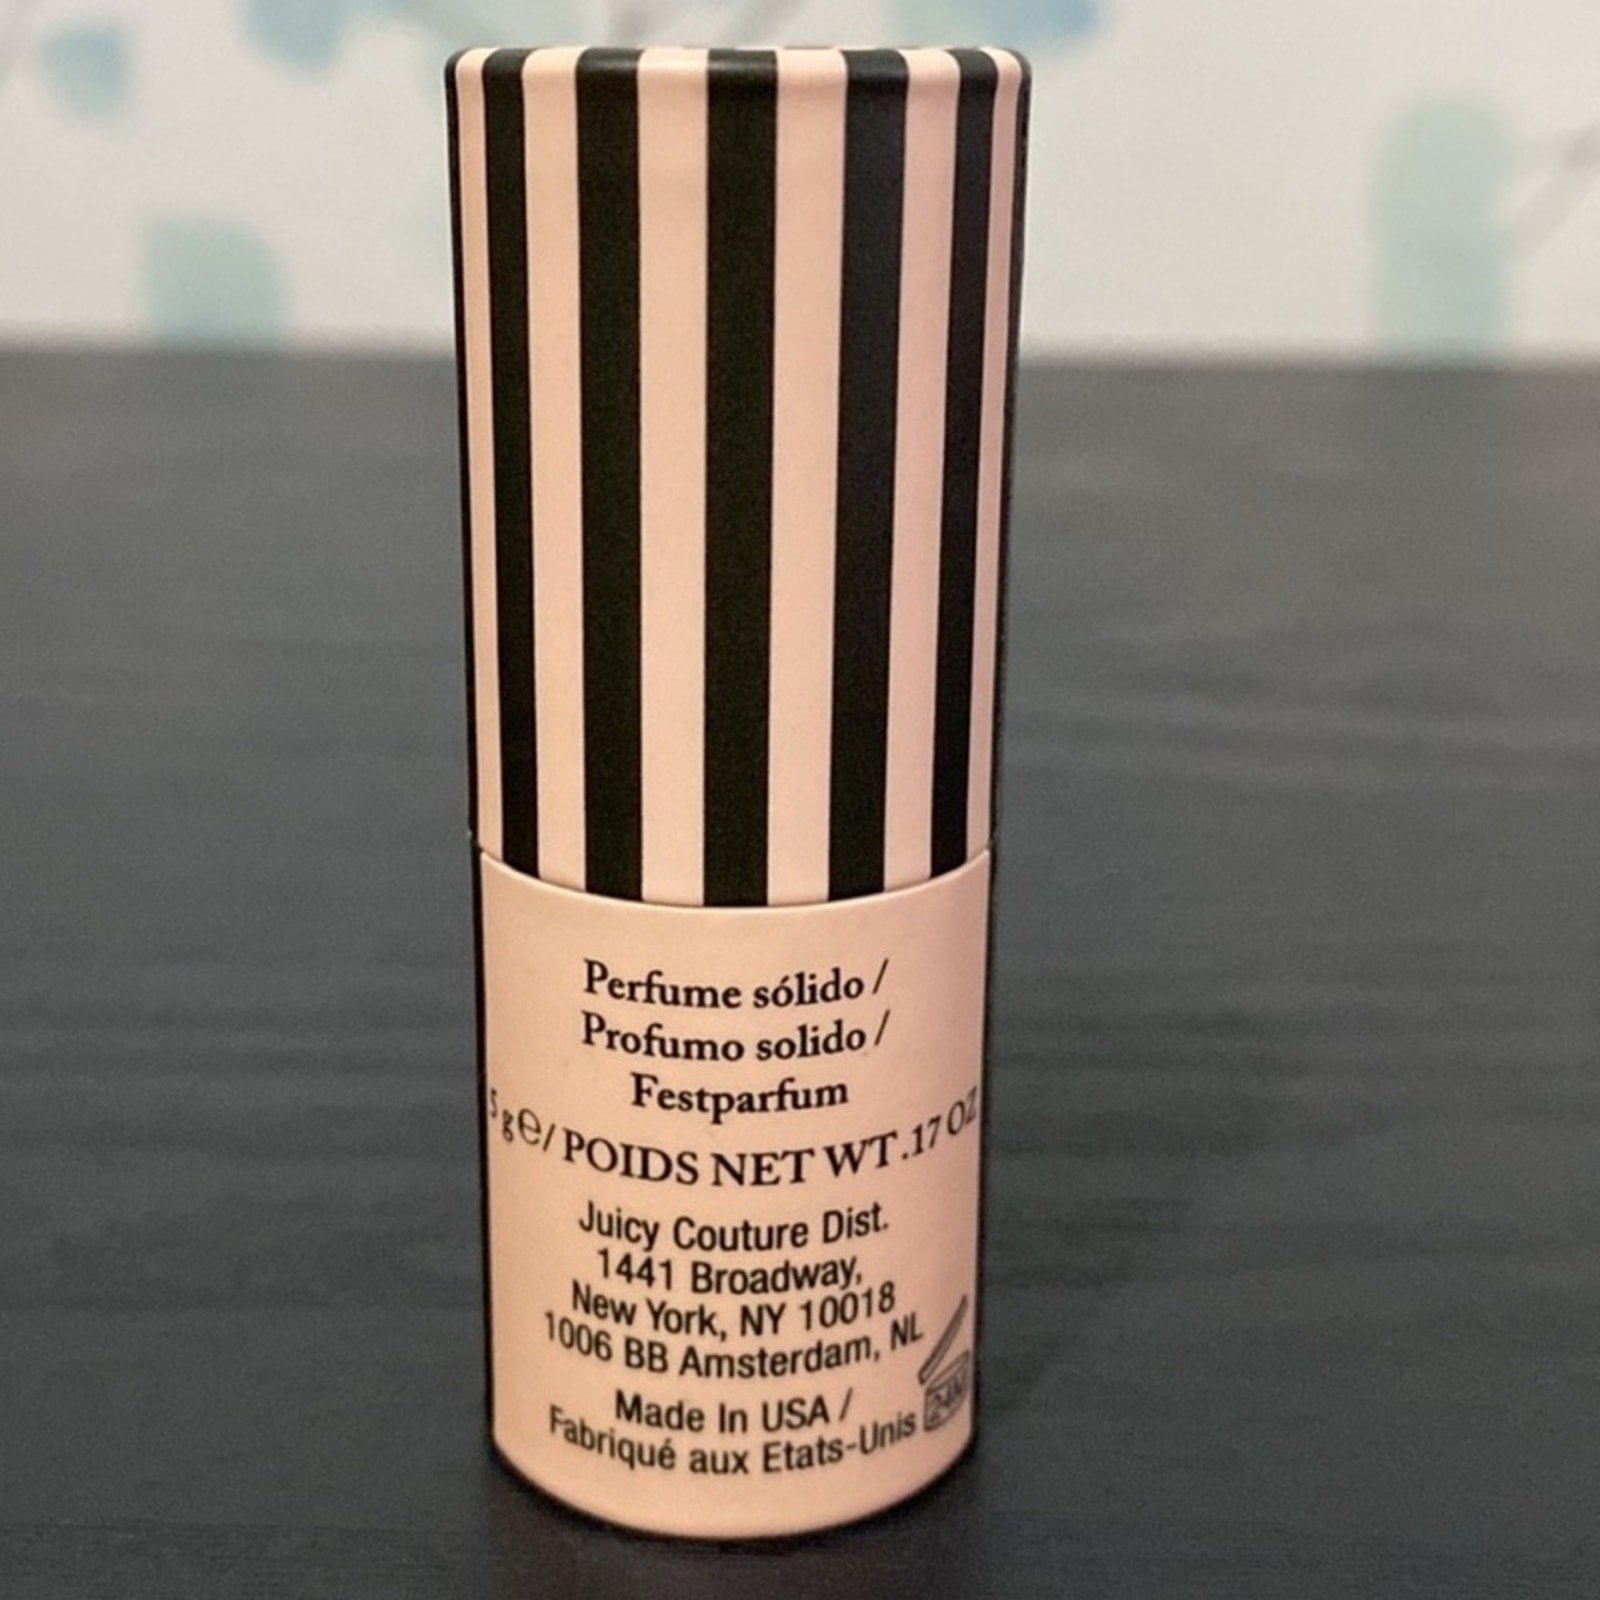 Perfume sólido /
Profumo solido /
Festparfum
5 g ℮ / POIDS NET WT .17 OZ
Juicy Couture Dist.
1441 Broadway,
New York, NY 10018
1006 BB Amsterdam, NL
Made In USA /
Fabriqué aux Etats-Unis
24M